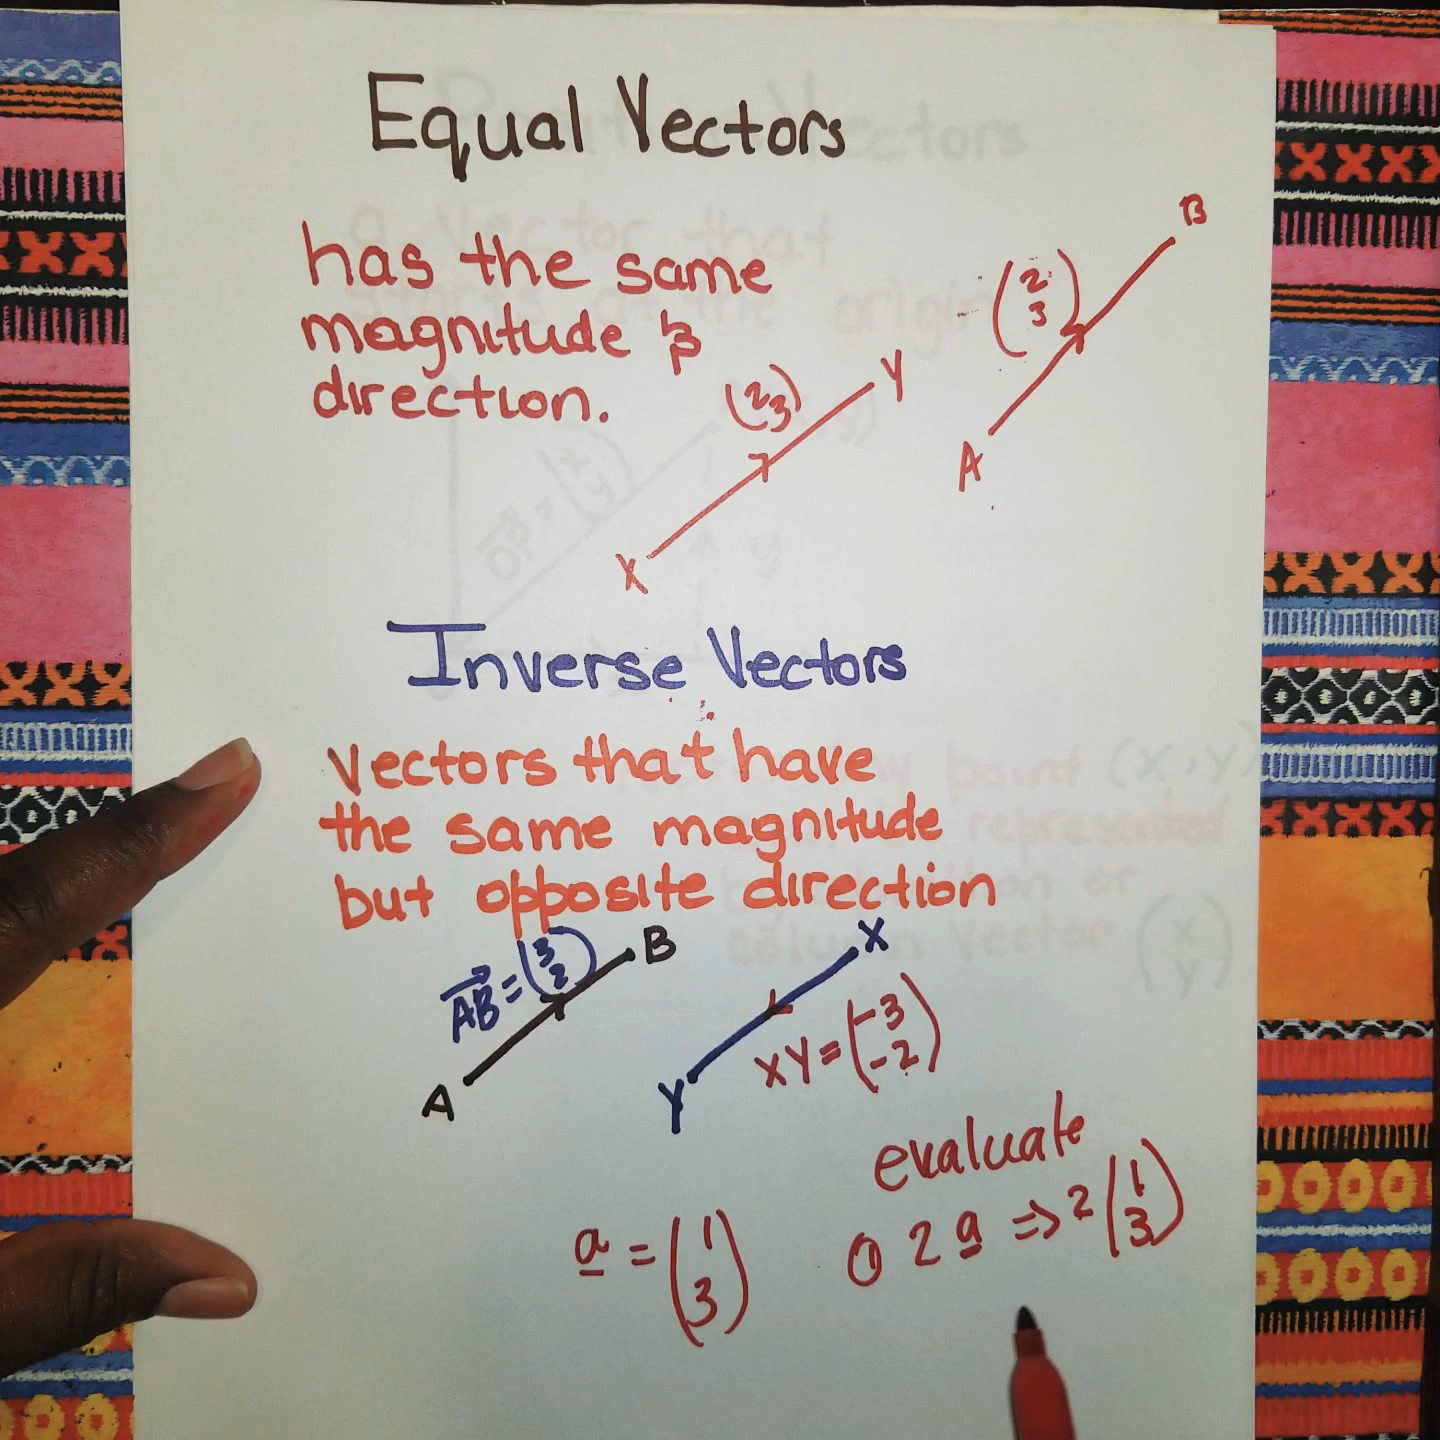 Equal Vectors
has the same
magnitude &
direction.
B
(2
3)
A
Y
(2
3)
X
Inverse Vectors
vectors that have
the same magnitude
but opposite direction
AB = (3
2)
B
A
X
Y
XY = (-3
-2)
evaluate
a = (1
3)
① 2a => 2 (1
3)